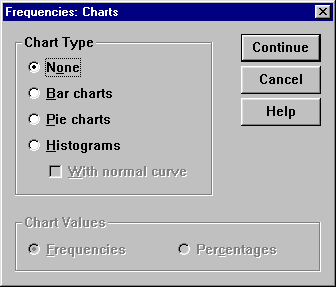 Frequencies: Charts
Chart Type
None
Bar charts
Pie charts
Histograms
With normal curve
Continue
Cancel
Help
Chart Values
Frequencies
Percentages